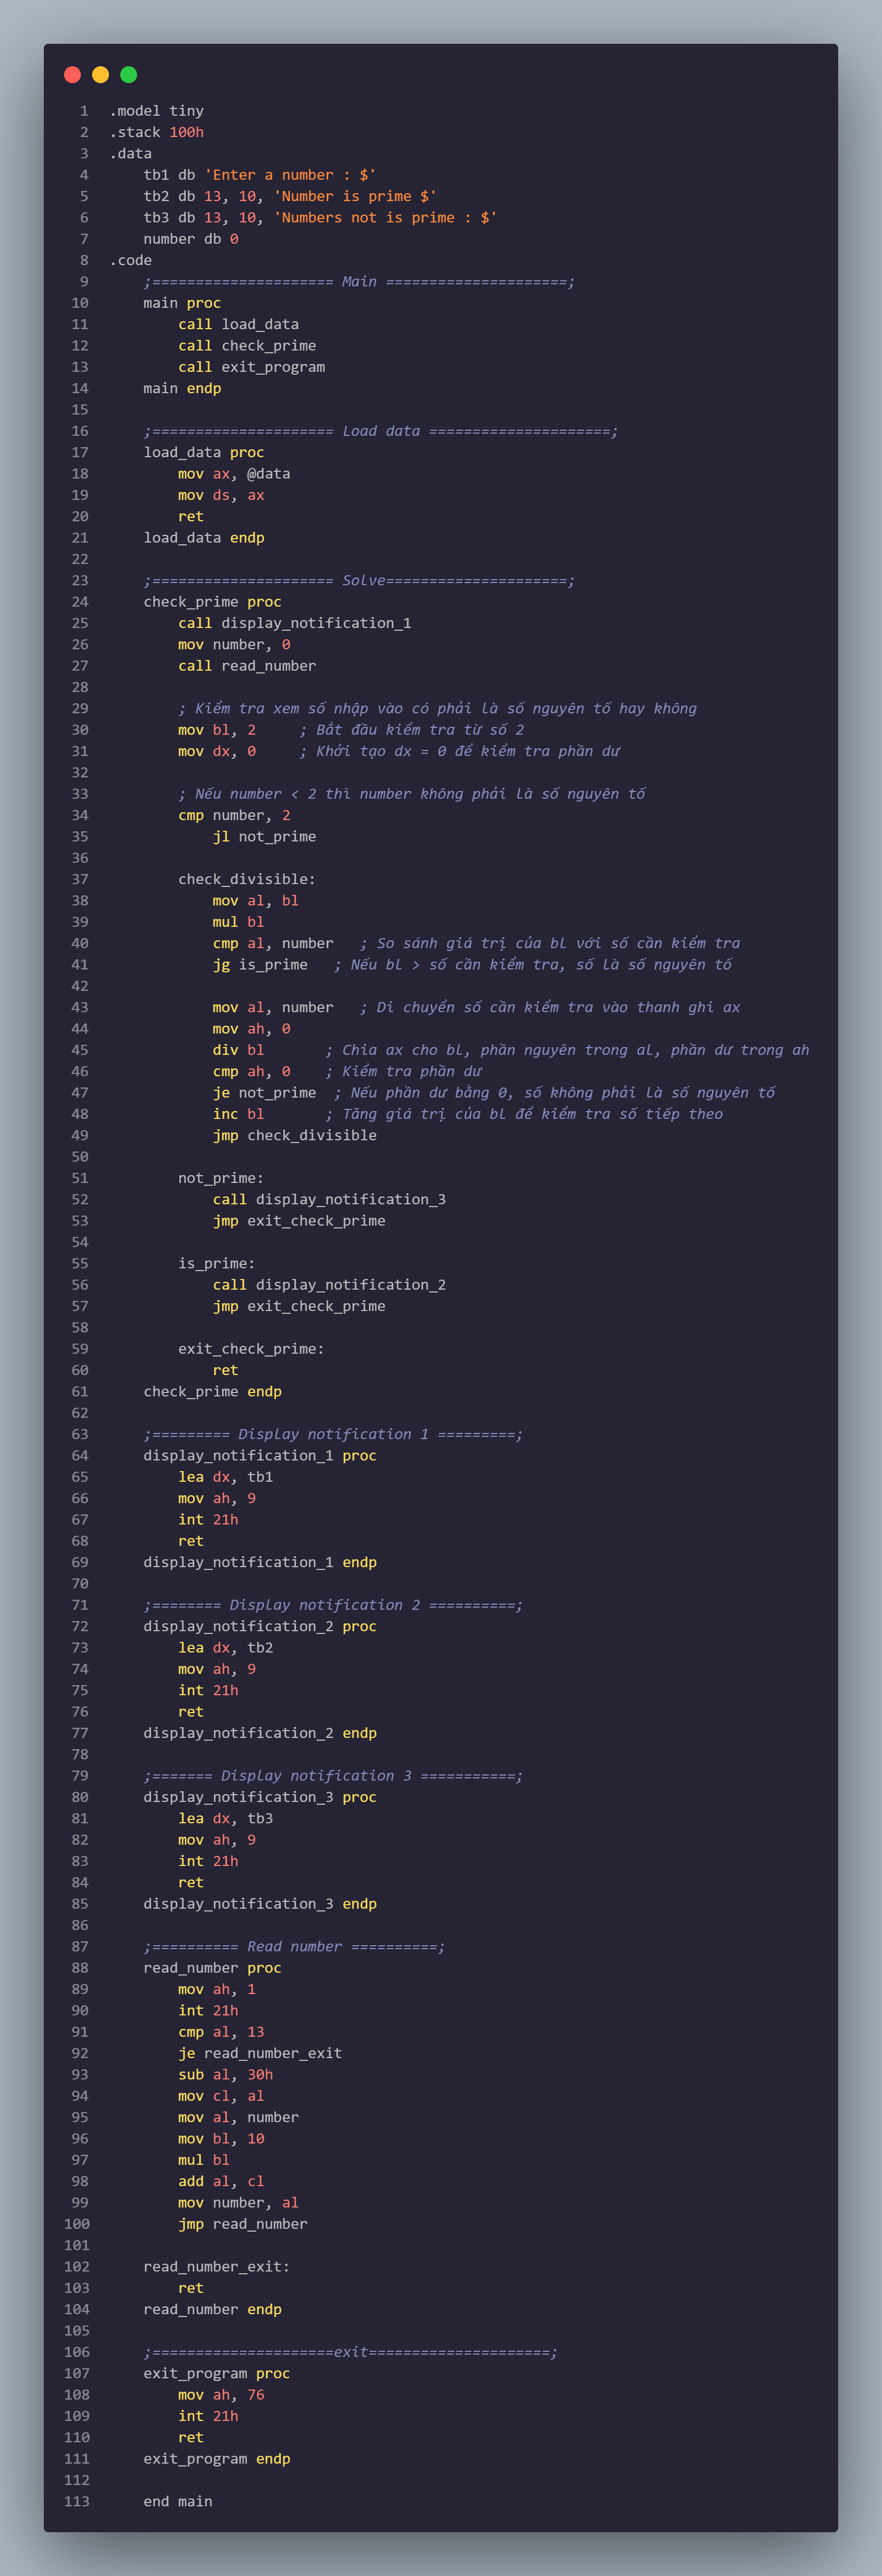 1 .model tiny
2 .stack 100h
3 .data
4     tb1 db 'Enter a number : $'
5     tb2 db 13, 10, 'Number is prime $'
6     tb3 db 13, 10, 'Numbers not is prime : $'
7     number db 0
8 .code
9     ;===================== Main =====================;
10     main proc
11         call load_data
12         call check_prime
13         call exit_program
14     main endp
15
16     ;===================== Load data =====================;
17     load_data proc
18         mov ax, @data
19         mov ds, ax
20         ret
21     load_data endp
22
23     ;===================== Solve=====================;
24     check_prime proc
25         call display_notification_1
26         mov number, 0
27         call read_number
28
29         ; Kiểm tra xem số nhập vào có phải là số nguyên tố hay không
30         mov bl, 2     ; Bắt đầu kiểm tra từ số 2
31         mov dx, 0     ; Khởi tạo dx = 0 để kiểm tra phần dư
32
33         ; Nếu number < 2 thì number không phải là số nguyên tố
34         cmp number, 2
35             jl not_prime
36
37         check_divisible:
38             mov al, bl
39             mul bl
40             cmp al, number   ; So sánh giá trị của bl với số cần kiểm tra
41             jg is_prime   ; Nếu bl > số cần kiểm tra, số là số nguyên tố
42
43             mov al, number   ; Di chuyển số cần kiểm tra vào thanh ghi ax
44             mov ah, 0
45             div bl       ; Chia ax cho bl, phần nguyên trong al, phần dư trong ah
46             cmp ah, 0    ; Kiểm tra phần dư
47             je not_prime  ; Nếu phần dư bằng 0, số không phải là số nguyên tố
48             inc bl       ; Tăng giá trị của bl để kiểm tra số tiếp theo
49             jmp check_divisible
50
51         not_prime:
52             call display_notification_3
53             jmp exit_check_prime
54
55         is_prime:
56             call display_notification_2
57             jmp exit_check_prime
58
59         exit_check_prime:
60             ret
61     check_prime endp
62
63     ;========= Display notification 1 =========;
64     display_notification_1 proc
65         lea dx, tb1
66         mov ah, 9
67         int 21h
68         ret
69     display_notification_1 endp
70
71     ;======== Display notification 2 ==========;
72     display_notification_2 proc
73         lea dx, tb2
74         mov ah, 9
75         int 21h
76         ret
77     display_notification_2 endp
78
79     ;======= Display notification 3 ===========;
80     display_notification_3 proc
81         lea dx, tb3
82         mov ah, 9
83         int 21h
84         ret
85     display_notification_3 endp
86
87     ;========== Read number ==========;
88     read_number proc
89         mov ah, 1
90         int 21h
91         cmp al, 13
92         je read_number_exit
93         sub al, 30h
94         mov cl, al
95         mov al, number
96         mov bl, 10
97         mul bl
98         add al, cl
99         mov number, al
100         jmp read_number
101
102     read_number_exit:
103         ret
104     read_number endp
105
106     ;=====================exit=====================;
107     exit_program proc
108         mov ah, 76
109         int 21h
110         ret
111     exit_program endp
112
113     end main